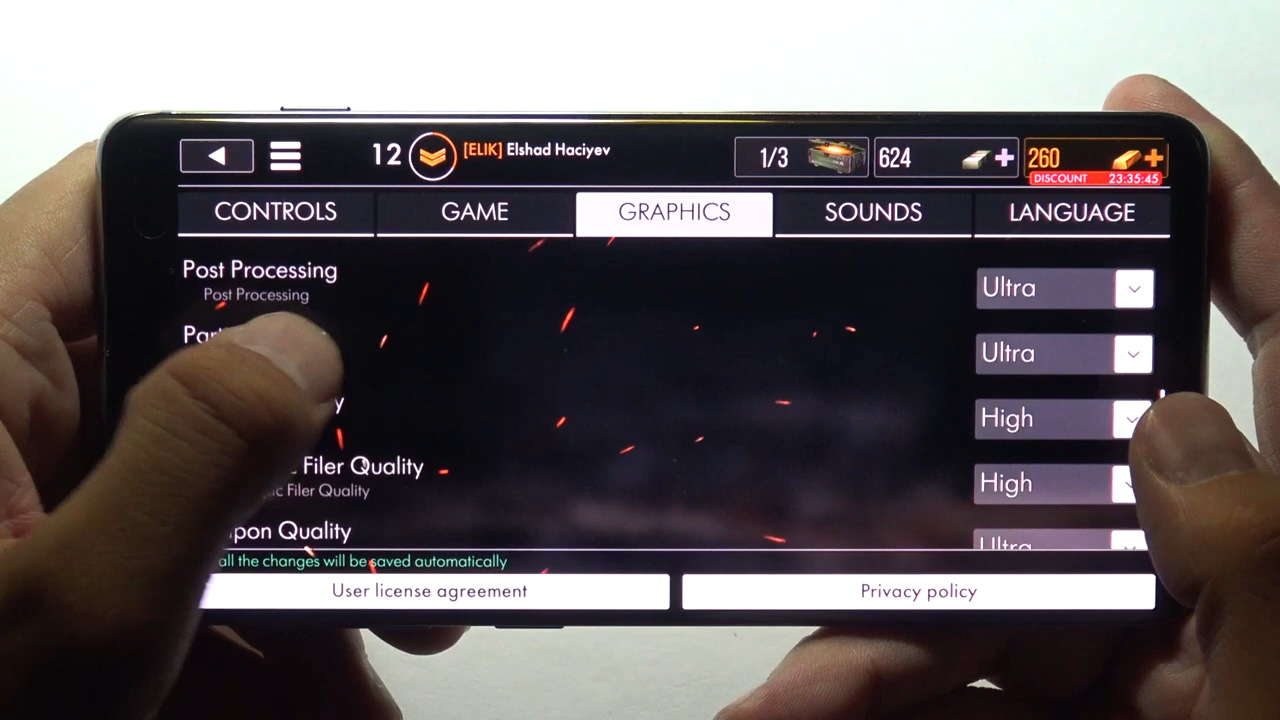 12 [ELIK] Elshad Haciyev 1/3 624 260
DISCOUNT 23:35:45
CONTROLS GAME GRAPHICS SOUNDS LANGUAGE
Post Processing Ultra
Post Processing
Ultra
High
Filer Quality High
Filer Quality
Quality Ultra
all the changes will be saved automatically
User license agreement Privacy policy